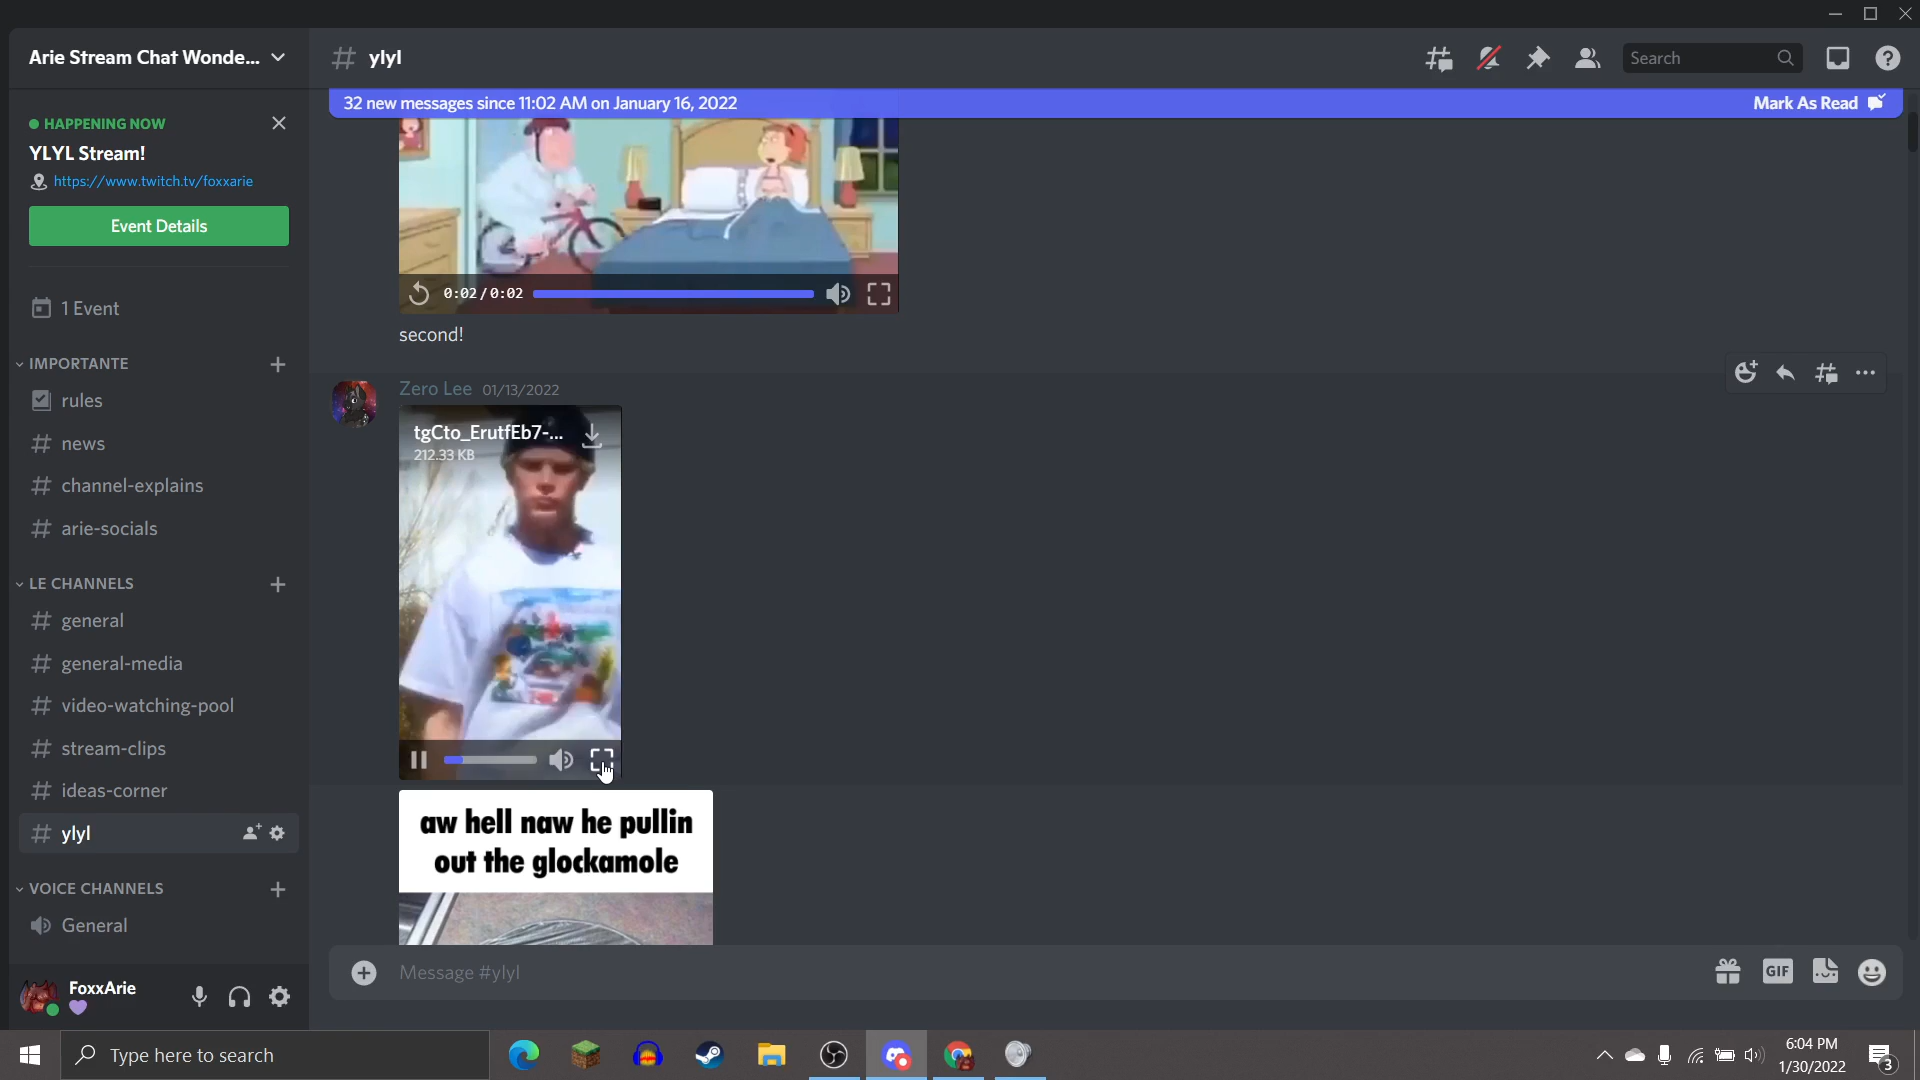 Arie Stream Chat Wonde...
HAPPENING NOW
YLYL Stream!
https://www.twitch.tv/foxxarie
Event Details
1 Event
IMPORTANTE
rules
news
channel-explains
arie-socials
LE CHANNELS
general
general-media
video-watching-pool
stream-clips
ideas-corner
ylyl
VOICE CHANNELS
General
FoxxArie
ylyl
Search
32 new messages since 11:02 AM on January 16, 2022
Mark As Read
0:02/0:02
second!
Zero Lee 01/13/2022
tgCto_ErutfEb7-...
212.33 KB
aw hell naw he pullin
out the glockamole
Message #ylyl
GIF
Type here to search
6:04 PM
1/30/2022
3